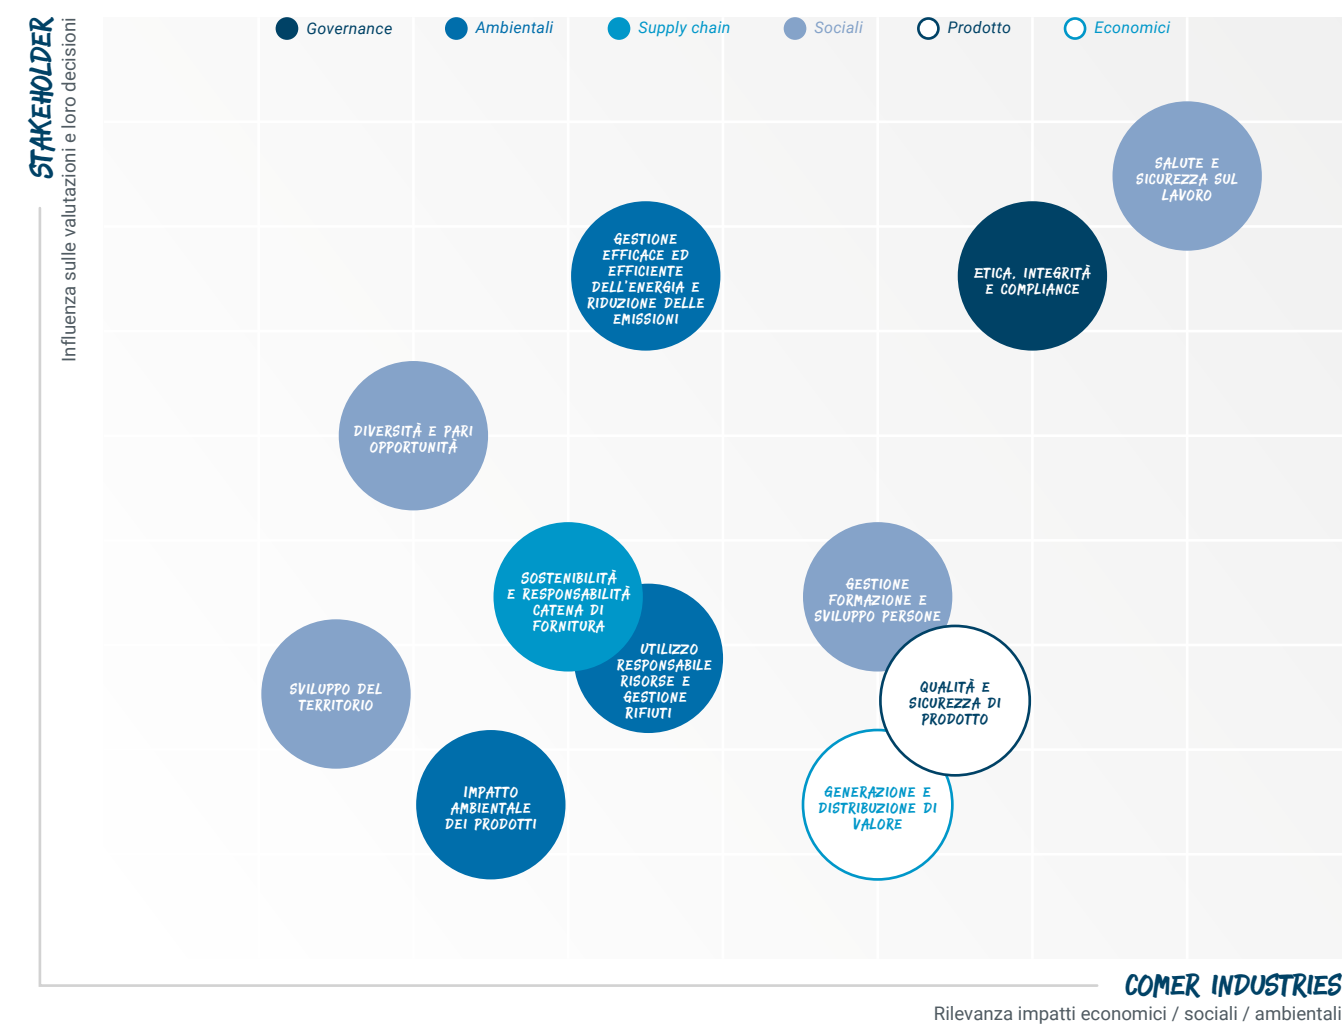 STAKEHOLDER
Influenza sulle valutazioni e loro decisioni
Governance
Ambientali
Supply chain
Sociali
Prodotto
Economici
SALUTE E
SICUREZZA SUL
LAVORO
GESTIONE
EFFICACE ED
EFFICIENTE
DELL'ENERGIA E
RIDUZIONE DELLE
EMISSIONI
ETICA, INTEGRITÀ
E COMPLIANCE
DIVERSITÀ E PARI
OPPORTUNITÀ
SOSTENIBILITÀ
E RESPONSABILITÀ
CATENA DI
FORNITURA
GESTIONE
FORMAZIONE E
SVILUPPO PERSONE
UTILIZZO
RESPONSABILE
RISORSE E
GESTIONE
RIFIUTI
SVILUPPO DEL
TERRITORIO
QUALITÀ E
SICUREZZA DI
PRODOTTO
IMPATTO
AMBIENTALE
DEI PRODOTTI
GENERAZIONE E
DISTRIBUZIONE DI
VALORE
COMER INDUSTRIES
Rilevanza impatti economici / sociali / ambientali